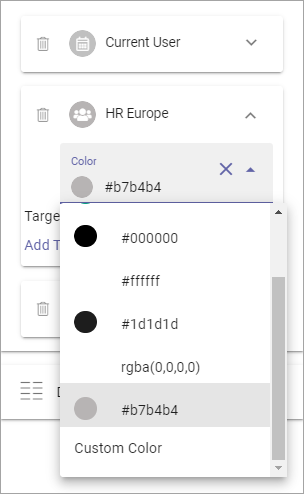 Current User
HR Europe
Color
#b7b4b4
Targe
Add T
#000000
#ffffff
#1d1d1d
rgba(0,0,0,0)
#b7b4b4
Custom Color